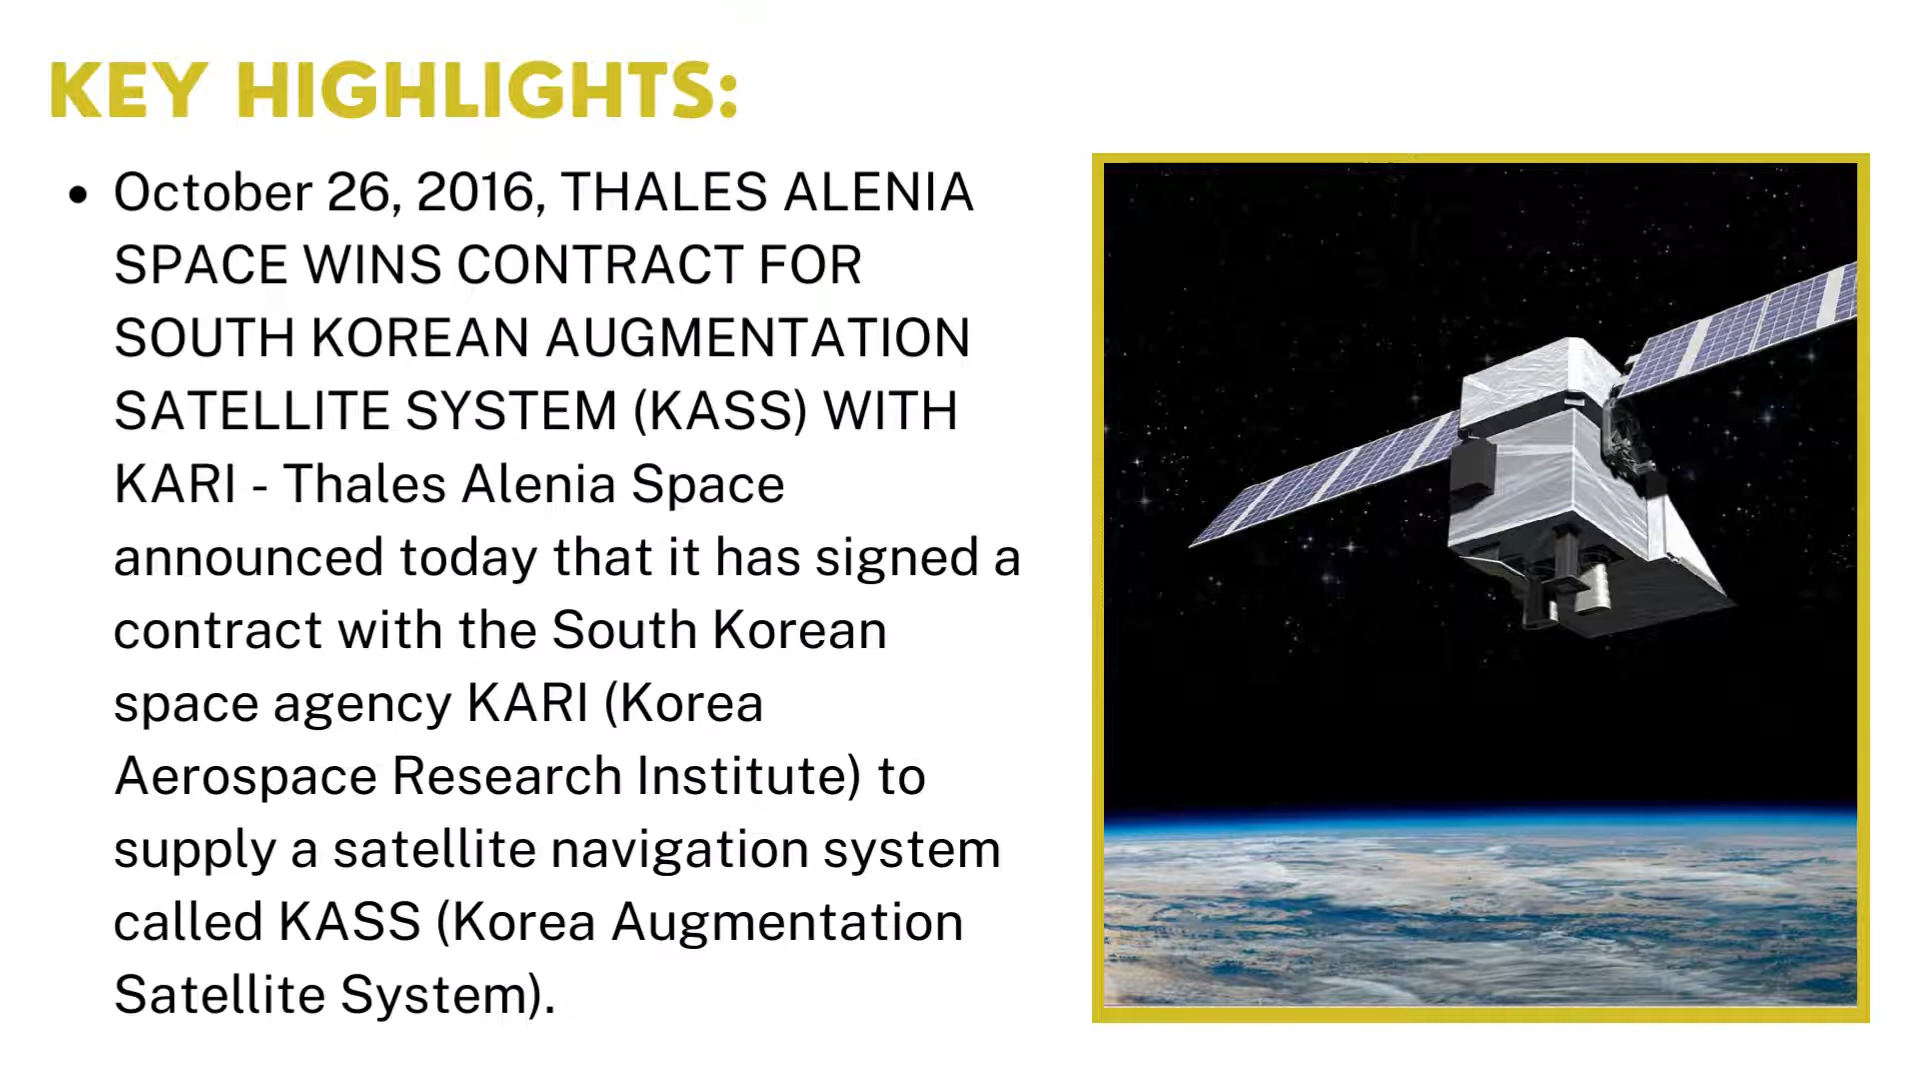 KEY HIGHLIGHTS:
• October 26, 2016, THALES ALENIA
SPACE WINS CONTRACT FOR
SOUTH KOREAN AUGMENTATION
SATELLITE SYSTEM (KASS) WITH
KARI - Thales Alenia Space
announced today that it has signed a
contract with the South Korean
space agency KARI (Korea
Aerospace Research Institute) to
supply a satellite navigation system
called KASS (Korea Augmentation
Satellite System).